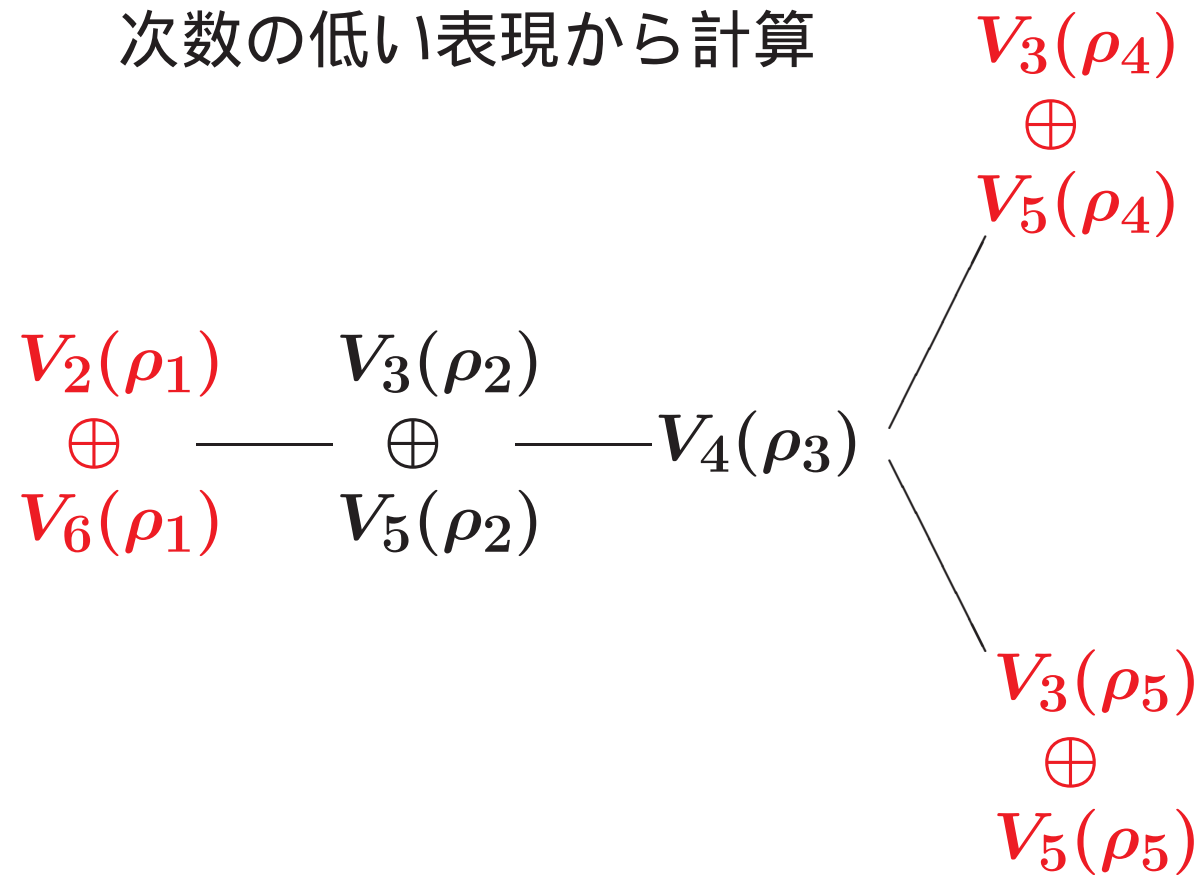 次数の低い表現から計算
V₃(ρ₄)
⊕
V₅(ρ₄)
V₂(ρ₁)
⊕
V₆(ρ₁)
V₃(ρ₂)
⊕
V₅(ρ₂)
V₄(ρ₃)
V₃(ρ₅)
⊕
V₅(ρ₅)